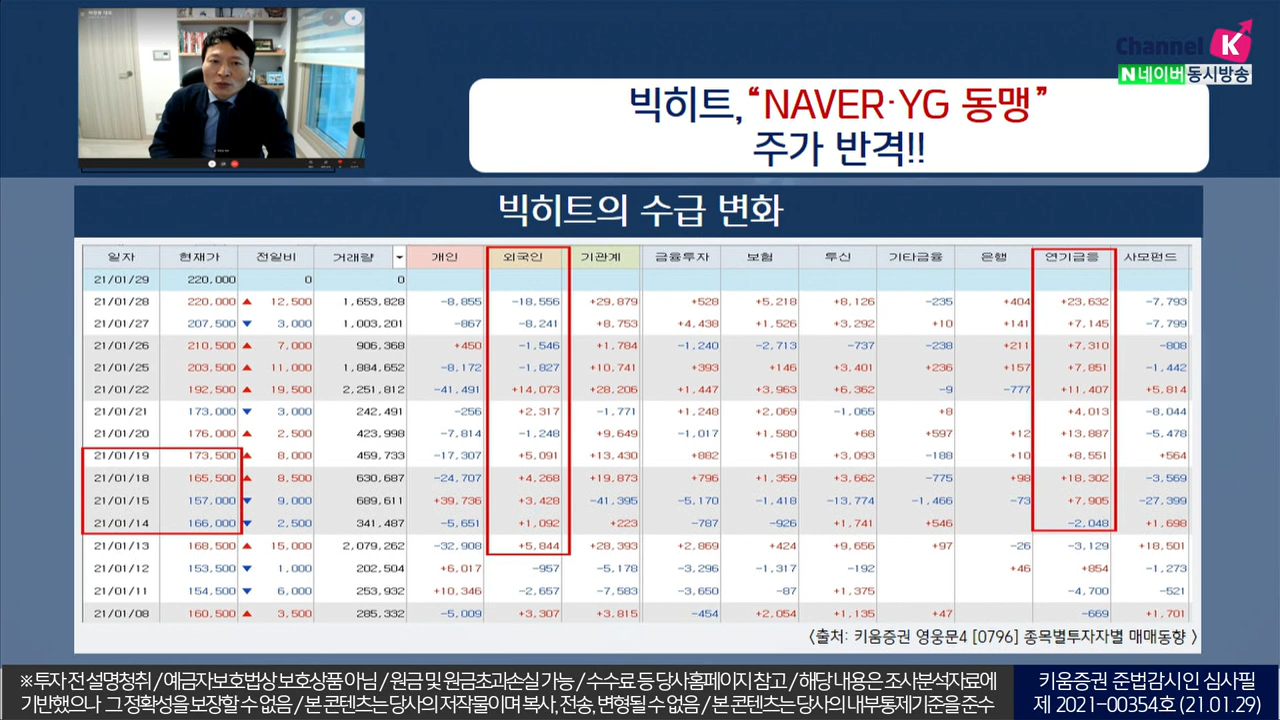 Channel K
N 네이버 동시방송
빅히트, “NAVER·YG 동맹”
주가 반격!!
빅히트의 수급 변화
일자 현재가 전일비 거래량 개인 외국인 기관계 금융투자 보험 투신 기타금융 은행 연기금등 사모펀드
21/01/29 220,000 0 0
21/01/28 220,000 ▲ 12,500 1,653,828 -8,855 -18,556 +29,879 +528 +5,218 +8,126 -235 +404 +23,632 -7,793
21/01/27 207,500 ▼ 3,000 1,003,201 -867 -8,241 +8,753 +4,438 +1,526 +3,292 +10 +141 +7,145 -7,799
21/01/26 210,500 ▲ 7,000 906,368 +450 -1,546 +1,784 -1,240 -2,713 -737 -238 +211 +7,310 -808
21/01/25 203,500 ▲ 11,000 1,884,652 -8,172 -1,827 +10,741 +393 +146 +3,401 +236 +157 +7,851 -1,442
21/01/22 192,500 ▲ 19,500 2,251,812 -41,491 +14,073 +28,206 +1,447 +3,963 +6,362 -9 -777 +11,407 +5,814
21/01/21 173,000 ▼ 3,000 242,491 -256 +2,317 -1,771 +1,248 +2,069 -1,065 +8 +4,013 -8,044
21/01/20 176,000 ▲ 2,500 423,998 -7,814 -1,248 +9,649 -1,017 +1,580 +68 +597 +12 +13,887 -5,478
21/01/19 173,500 ▲ 8,000 459,733 -17,307 +5,091 +13,430 +882 +518 +3,093 -188 +10 +8,551 +564
21/01/18 165,500 ▲ 8,500 630,687 -24,707 +4,268 +19,873 +796 +1,359 +3,662 -775 +98 +18,302 -3,569
21/01/15 157,000 ▼ 9,000 689,611 +39,736 +3,428 -41,395 -5,170 -1,418 -13,774 -1,466 -73 +7,905 -27,399
21/01/14 166,000 ▼ 2,500 341,487 -5,651 +1,092 +223 -787 -926 +1,741 +546 -2,048 +1,698
21/01/13 168,500 ▲ 15,000 2,079,262 -32,908 +5,844 +28,393 +2,869 +424 +9,656 +97 -26 -3,129 +18,501
21/01/12 153,500 ▼ 1,000 202,504 +6,017 -957 -5,178 -3,296 -1,317 -192 +46 +854 -1,273
21/01/11 154,500 ▼ 6,000 253,932 +10,346 -2,657 -7,583 -3,650 -87 +1,375 -4,700 -521
21/01/08 160,500 ▲ 3,500 285,332 -5,009 +3,307 +3,815 -454 +2,054 +1,135 +47 -669 +1,701
〈출처: 키움증권 영웅문4 [0796] 종목별투자자별 매매동향 〉
※투자 전 설명청취 / 예금자보호법상 보호상품 아님 / 원금 및 원금초과손실 가능 / 수수료 등 당사홈페이지 참고 / 해당 내용은 조사분석자료에
기반했으나 그 정확성을 보장할 수 없음 / 본 콘텐츠는 당사의 저작물이며 복사, 전송, 변형될 수 없음 / 본 콘텐츠는 당사의 내부통제기준을 준수
키움증권 준법감시인 심사필
제 2021-00354호 (21.01.29)